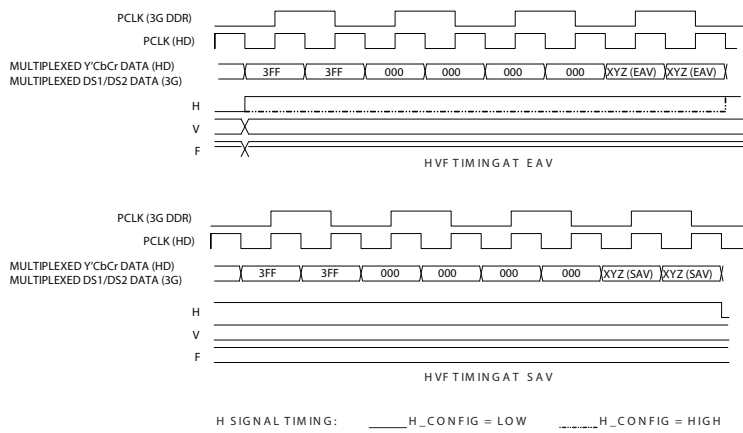 PCLK (3G DDR)
PCLK (HD)
MULTIPLEXED Y'CbCr DATA (HD)
MULTIPLEXED DS1/DS2 DATA (3G)
3FF 3FF 000 000 000 000 XYZ (EAV) XYZ (EAV)
H
V
F
HVF TIMING AT EAV
PCLK (3G DDR)
PCLK (HD)
MULTIPLEXED Y'CbCr DATA (HD)
MULTIPLEXED DS1/DS2 DATA (3G)
3FF 3FF 000 000 000 000 XYZ (SAV) XYZ (SAV)
H
V
F
HVF TIMING AT SAV
H SIGNAL TIMING: H_CONFIG = LOW H_CONFIG = HIGH